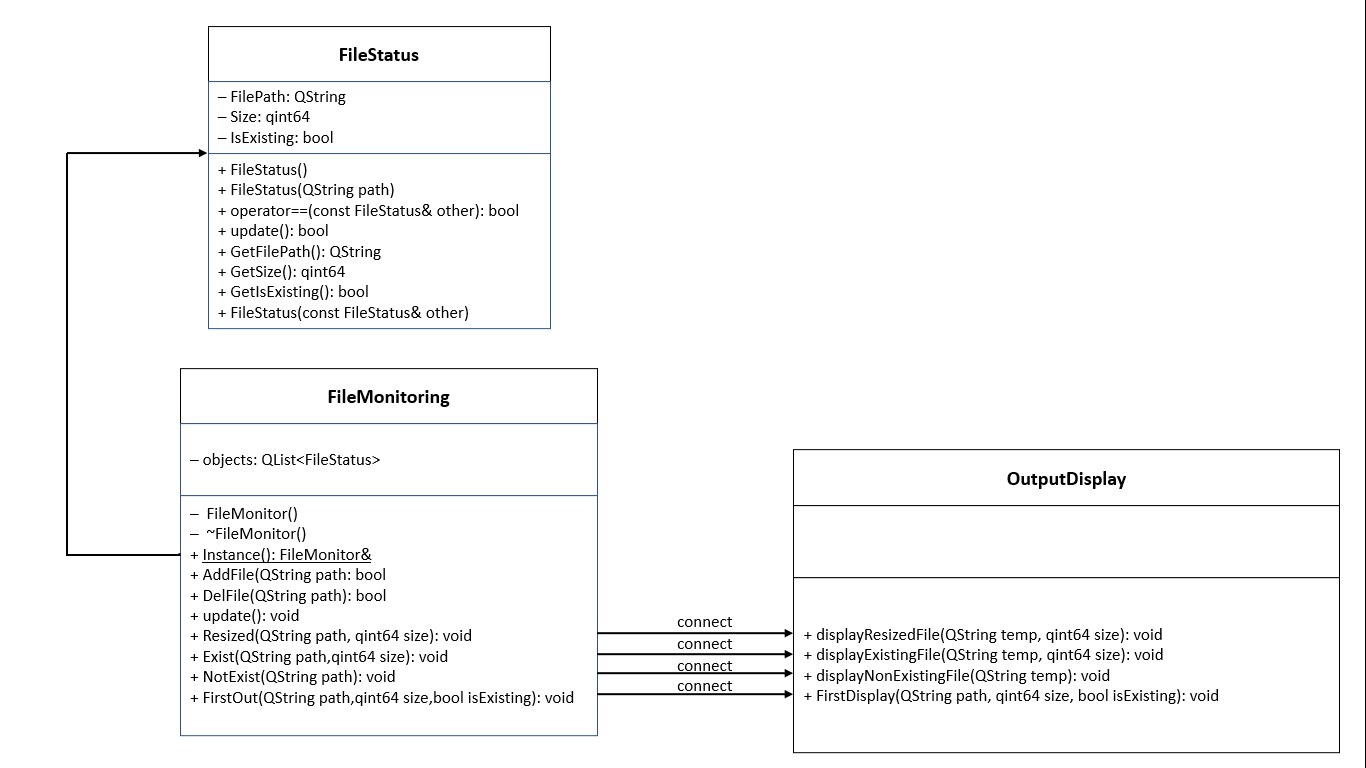 FileStatus
– FilePath: QString
– Size: qint64
– IsExisting: bool
+ FileStatus()
+ FileStatus(QString path)
+ operator==(const FileStatus& other): bool
+ update(): bool
+ GetFilePath(): QString
+ GetSize(): qint64
+ GetIsExisting(): bool
+ FileStatus(const FileStatus& other)
FileMonitoring
– objects: QList<FileStatus>
– FileMonitor()
– ~FileMonitor()
+ Instance(): FileMonitor&
+ AddFile(QString path: bool
+ DelFile(QString path): bool
+ update(): void
+ Resized(QString path, qint64 size): void
+ Exist(QString path,qint64 size): void
+ NotExist(QString path): void
+ FirstOut(QString path,qint64 size,bool isExisting): void
connect
connect
connect
connect
OutputDisplay
+ displayResizedFile(QString temp, qint64 size): void
+ displayExistingFile(QString temp, qint64 size): void
+ displayNonExistingFile(QString temp): void
+ FirstDisplay(QString path, qint64 size, bool isExisting): void